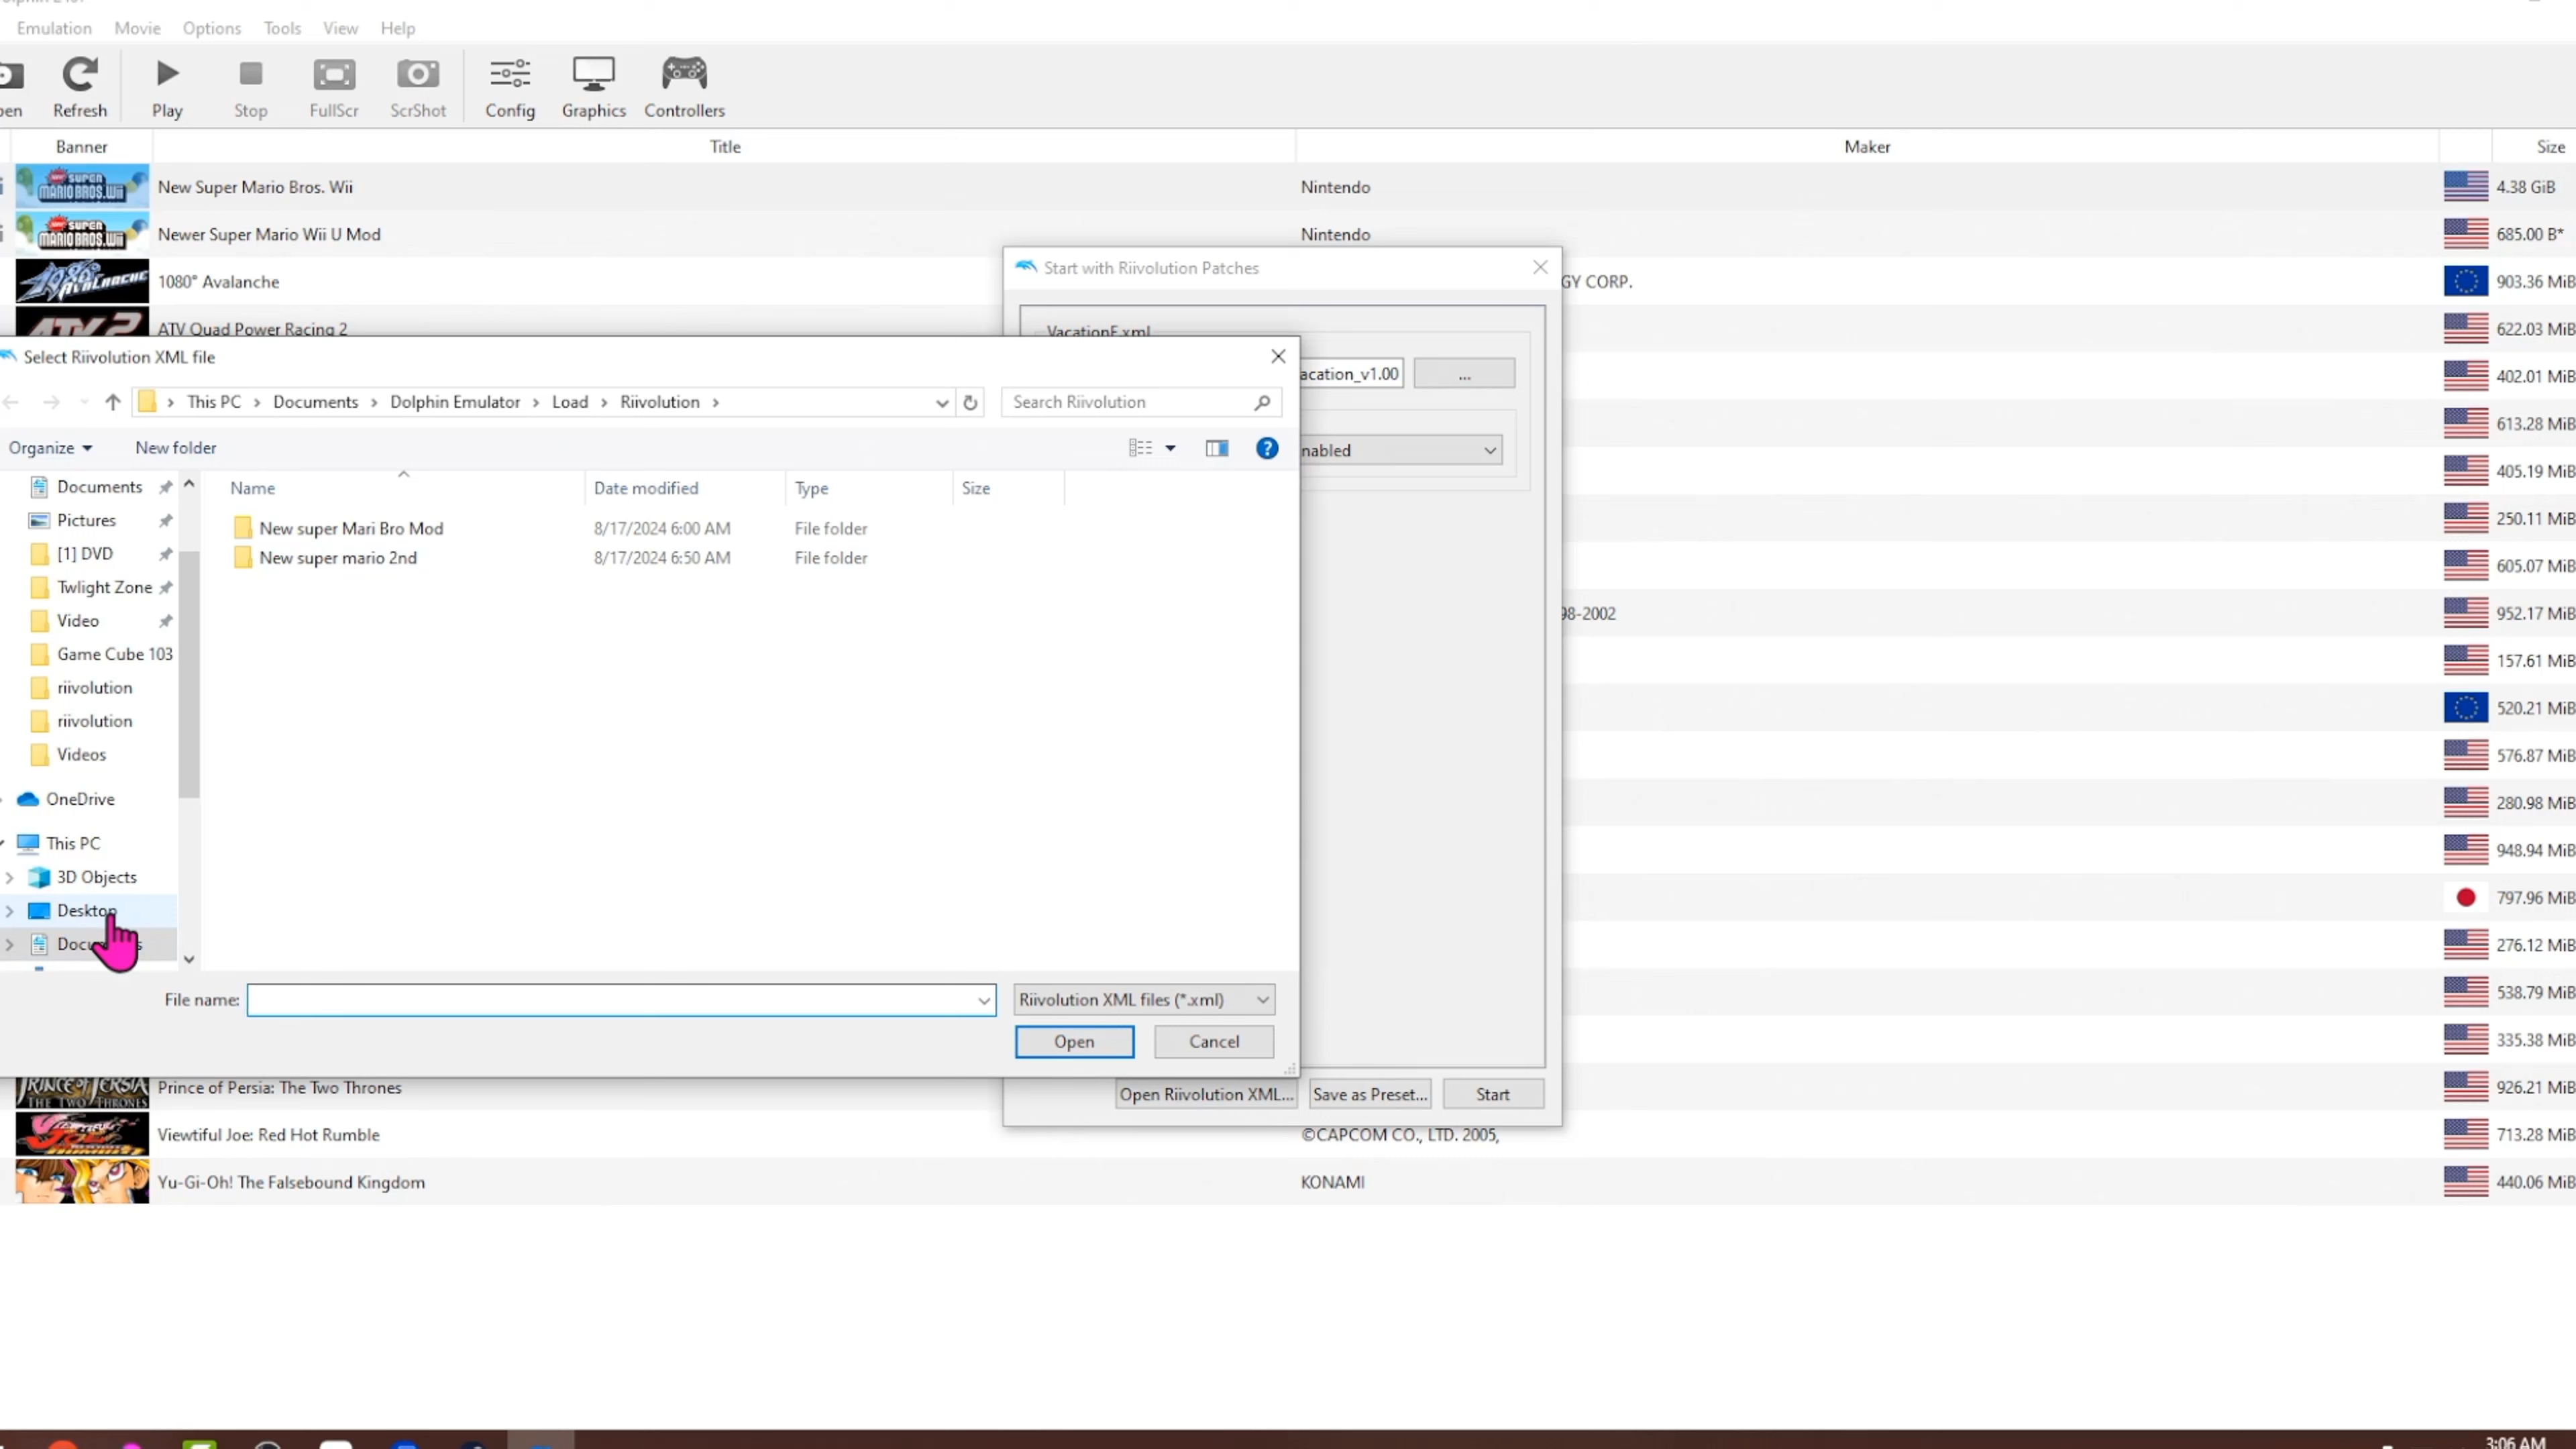 Emulation Movie Options Tools View Help
Refresh Play Stop FullScr ScrShot Config Graphics Controllers
Banner Title Maker Size
New Super Mario Bros. Wii Nintendo 4.38 GiB
Newer Super Mario Wii U Mod Nintendo 685.00 B*
Start with Riivolution Patches
1080° Avalanche GY CORP. 903.36 MiB
ATV Quad Power Racing 2 622.03 MiB
VacationE.xml
Select Riivolution XML file
acation_v1.00 ... 402.01 MiB
This PC Documents Dolphin Emulator Load Riivolution Search Riivolution
613.28 MiB
Organize New folder
nabled
405.19 MiB
Name Date modified Type Size
Documents
Pictures
250.11 MiB
New super Mari Bro Mod 8/17/2024 6:00 AM File folder
[1] DVD
New super mario 2nd 8/17/2024 6:50 AM File folder
605.07 MiB
Twlight Zone
98-2002 952.17 MiB
Video
Game Cube 103
157.61 MiB
riivolution
520.21 MiB
riivolution
Videos
576.87 MiB
OneDrive
280.98 MiB
This PC
948.94 MiB
3D Objects
797.96 MiB
Desktop
Documents
276.12 MiB
File name: Riivolution XML files (*.xml)
538.79 MiB
Open Cancel
335.38 MiB
Prince of Persia: The Two Thrones 926.21 MiB
Open Riivolution XML... Save as Preset... Start
Viewtiful Joe: Red Hot Rumble ©CAPCOM CO., LTD. 2005, 713.28 MiB
Yu-Gi-Oh! The Falsebound Kingdom KONAMI 440.06 MiB
3:06 AM